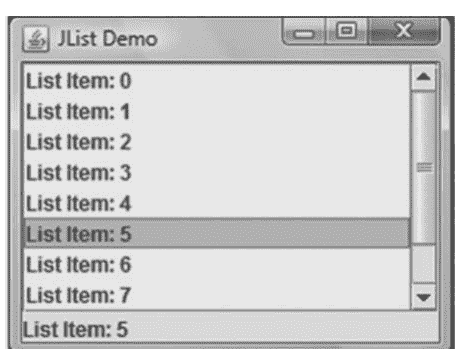 JList Demo
List Item: 0
List Item: 1
List Item: 2
List Item: 3
List Item: 4
List Item: 5
List Item: 6
List Item: 7
List Item: 5